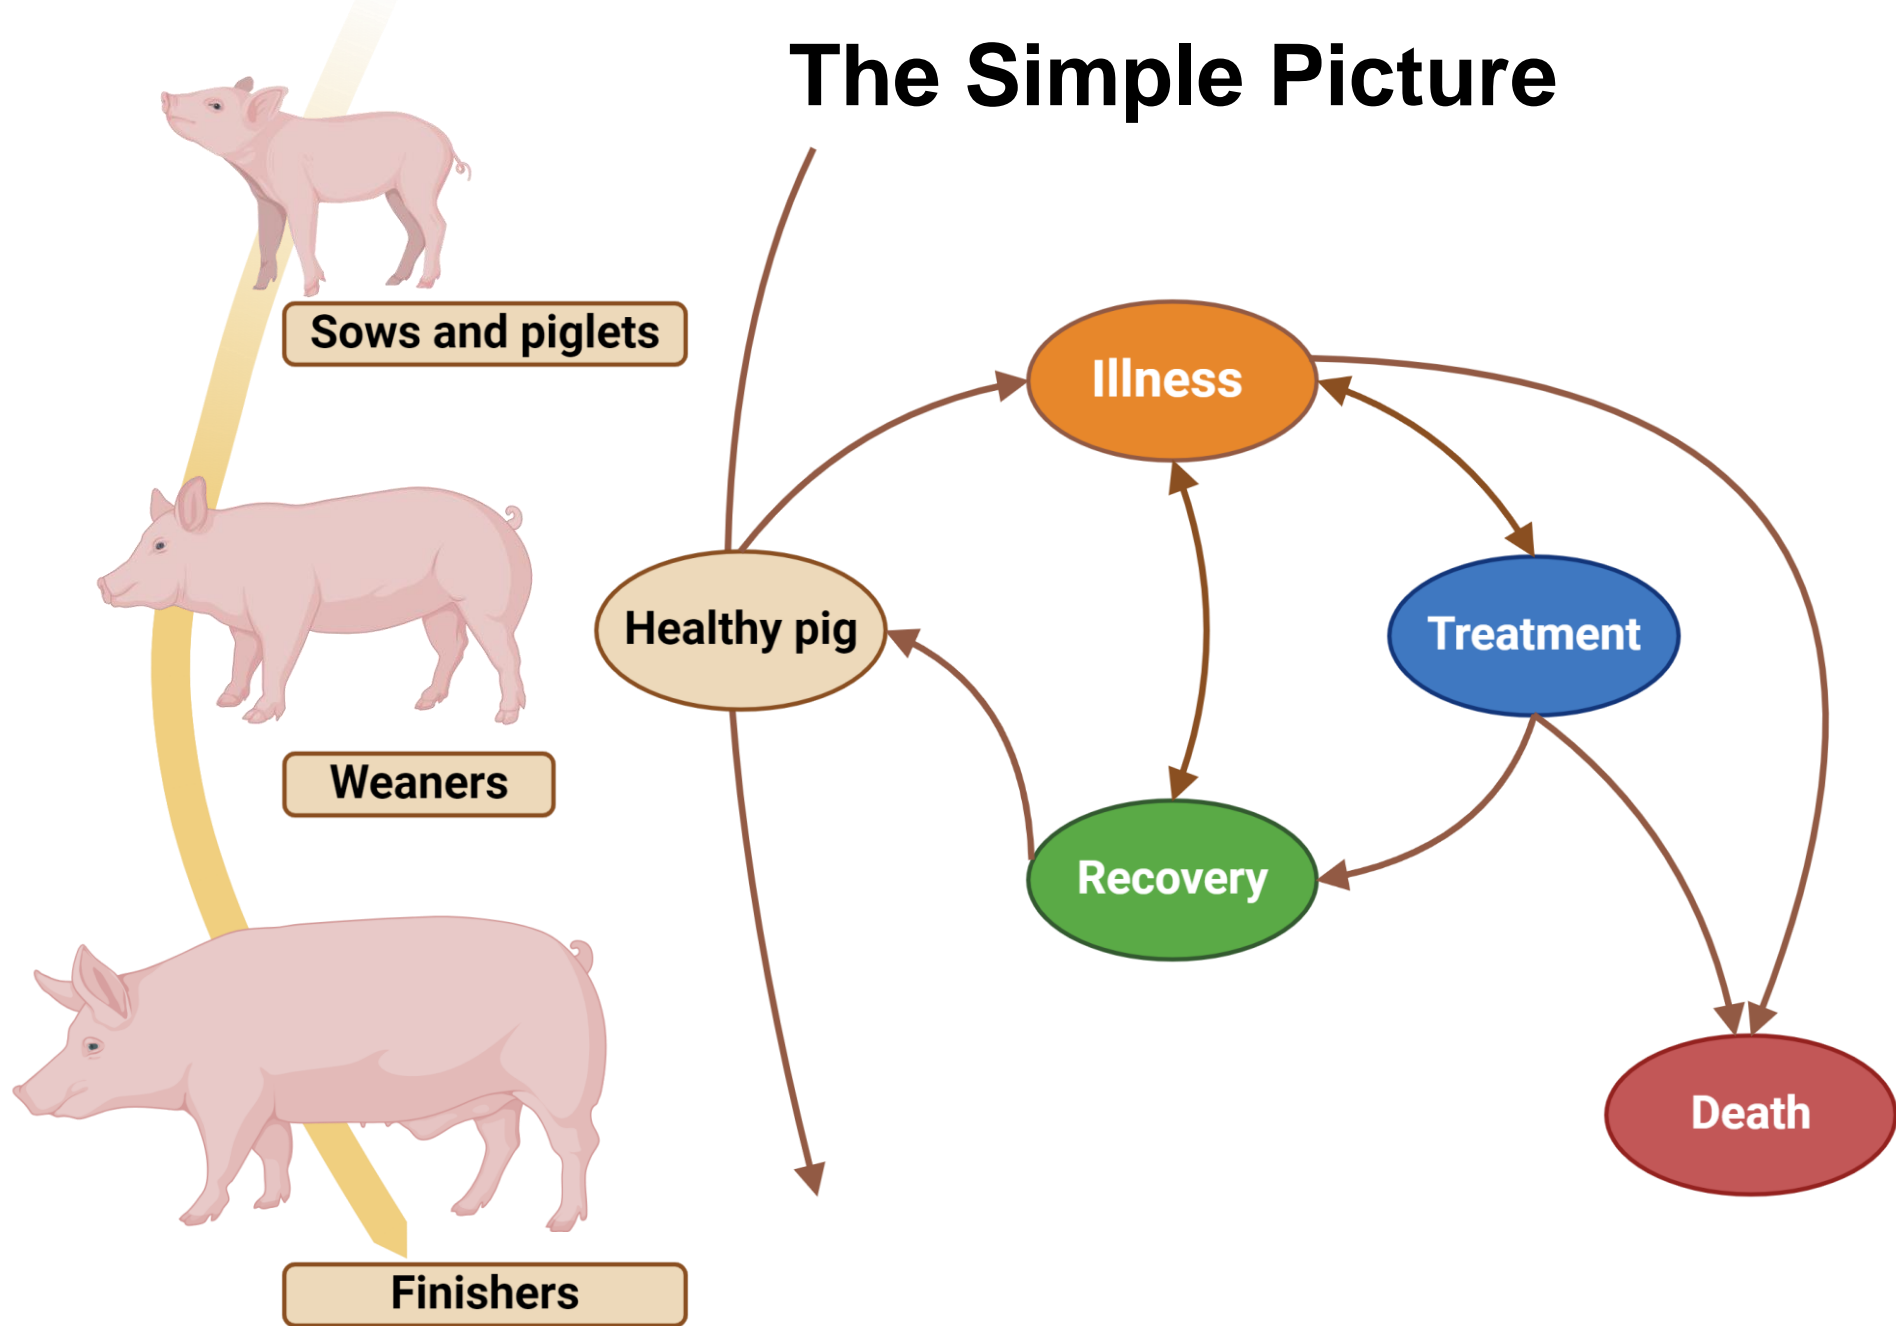 The Simple Picture
Sows and piglets
Illness
Healthy pig
Treatment
Weaners
Recovery
Death
Finishers